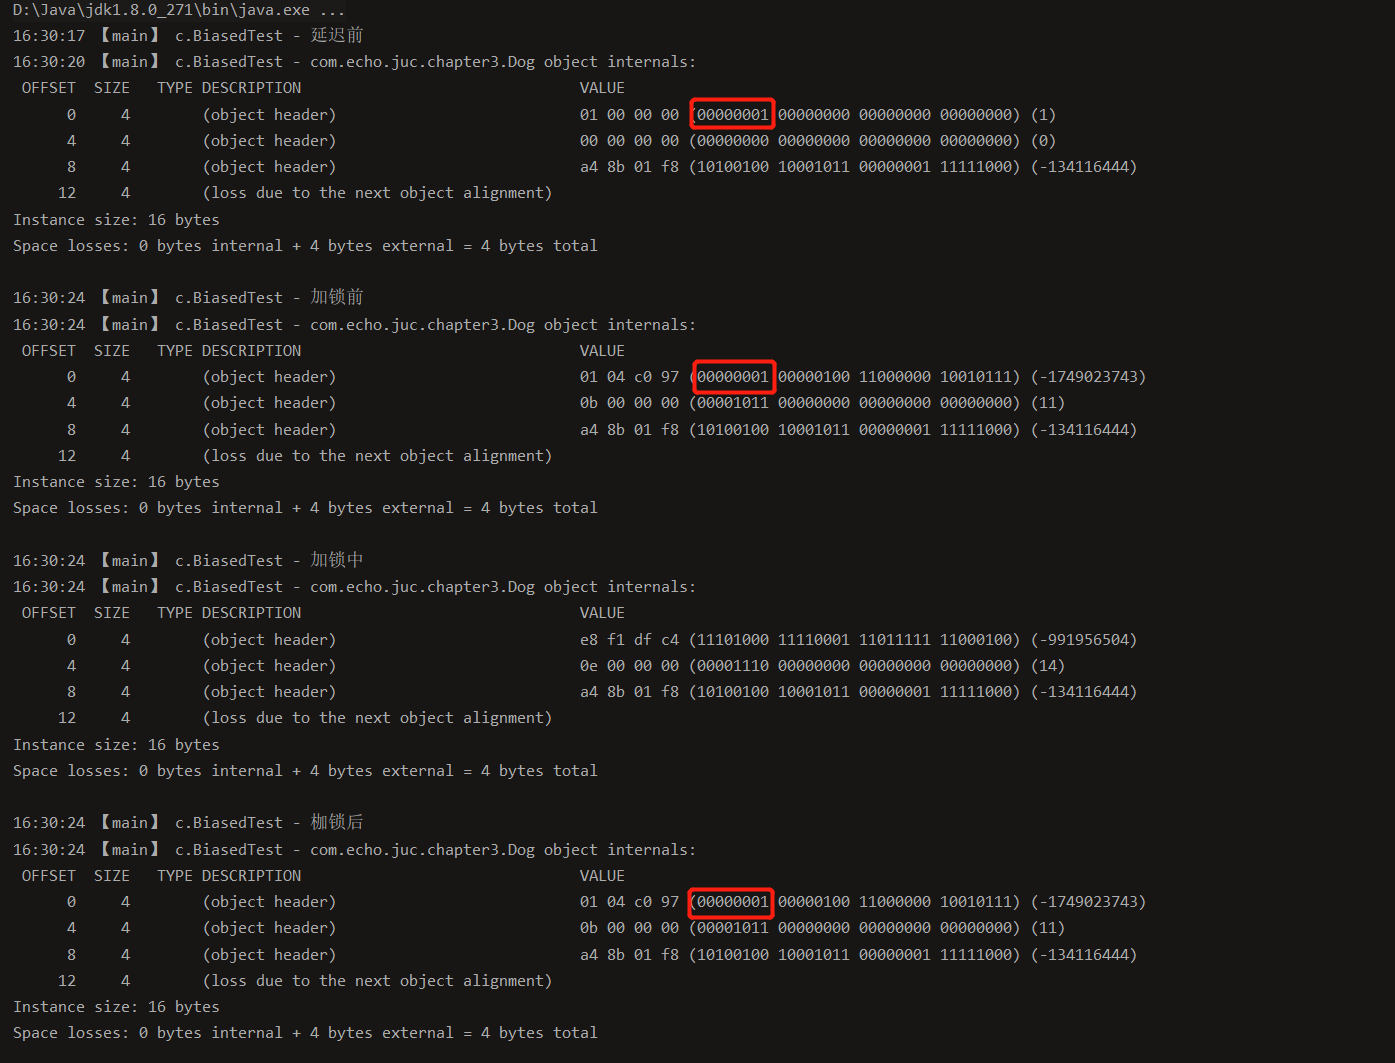 D:\Java\jdk1.8.0_271\bin\java.exe ...
16:30:17 【main】 c.BiasedTest - 延迟前
16:30:20 【main】 c.BiasedTest - com.echo.juc.chapter3.Dog object internals:
OFFSET SIZE TYPE DESCRIPTION VALUE
0 4 (object header) 01 00 00 00 (00000001 00000000 00000000 00000000) (1)
4 4 (object header) 00 00 00 00 (00000000 00000000 00000000 00000000) (0)
8 4 (object header) a4 8b 01 f8 (10100100 10001011 00000001 11111000) (-134116444)
12 4 (loss due to the next object alignment)
Instance size: 16 bytes
Space losses: 0 bytes internal + 4 bytes external = 4 bytes total
16:30:24 【main】 c.BiasedTest - 加锁前
16:30:24 【main】 c.BiasedTest - com.echo.juc.chapter3.Dog object internals:
OFFSET SIZE TYPE DESCRIPTION VALUE
0 4 (object header) 01 04 c0 97 (00000001 00000100 11000000 10010111) (-1749023743)
4 4 (object header) 0b 00 00 00 (00001011 00000000 00000000 00000000) (11)
8 4 (object header) a4 8b 01 f8 (10100100 10001011 00000001 11111000) (-134116444)
12 4 (loss due to the next object alignment)
Instance size: 16 bytes
Space losses: 0 bytes internal + 4 bytes external = 4 bytes total
16:30:24 【main】 c.BiasedTest - 加锁中
16:30:24 【main】 c.BiasedTest - com.echo.juc.chapter3.Dog object internals:
OFFSET SIZE TYPE DESCRIPTION VALUE
0 4 (object header) e8 f1 df c4 (11101000 11110001 11011111 11000100) (-991956504)
4 4 (object header) 0e 00 00 00 (00001110 00000000 00000000 00000000) (14)
8 4 (object header) a4 8b 01 f8 (10100100 10001011 00000001 11111000) (-134116444)
12 4 (loss due to the next object alignment)
Instance size: 16 bytes
Space losses: 0 bytes internal + 4 bytes external = 4 bytes total
16:30:24 【main】 c.BiasedTest - 枷锁后
16:30:24 【main】 c.BiasedTest - com.echo.juc.chapter3.Dog object internals:
OFFSET SIZE TYPE DESCRIPTION VALUE
0 4 (object header) 01 04 c0 97 (00000001 00000100 11000000 10010111) (-1749023743)
4 4 (object header) 0b 00 00 00 (00001011 00000000 00000000 00000000) (11)
8 4 (object header) a4 8b 01 f8 (10100100 10001011 00000001 11111000) (-134116444)
12 4 (loss due to the next object alignment)
Instance size: 16 bytes
Space losses: 0 bytes internal + 4 bytes external = 4 bytes total